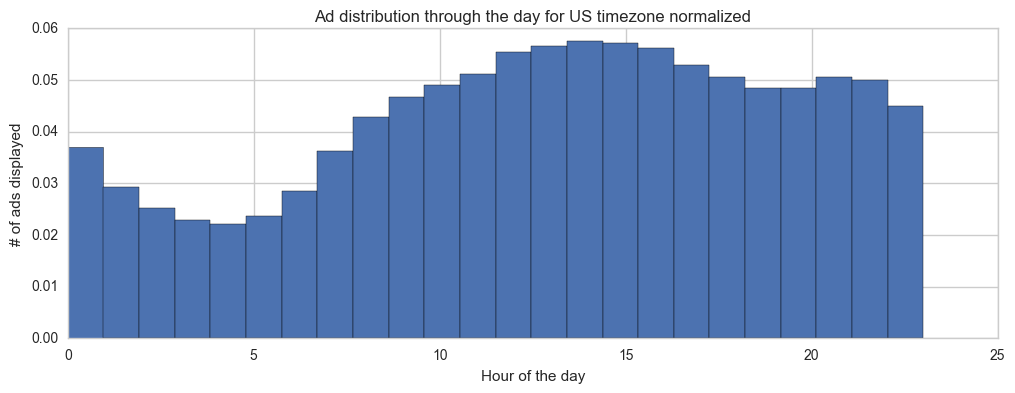 Ad distribution through the day for US timezone normalized
0.06
0.05
0.04
0.03
0.02
0.01
0.00
# of ads displayed
0 5 10 15 20 25
Hour of the day